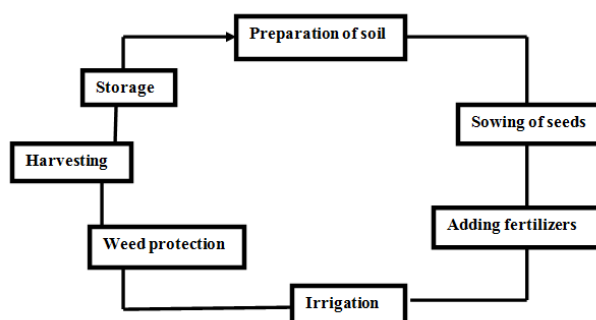 Preparation of soil
Sowing of seeds
Adding fertilizers
Irrigation
Weed protection
Harvesting
Storage